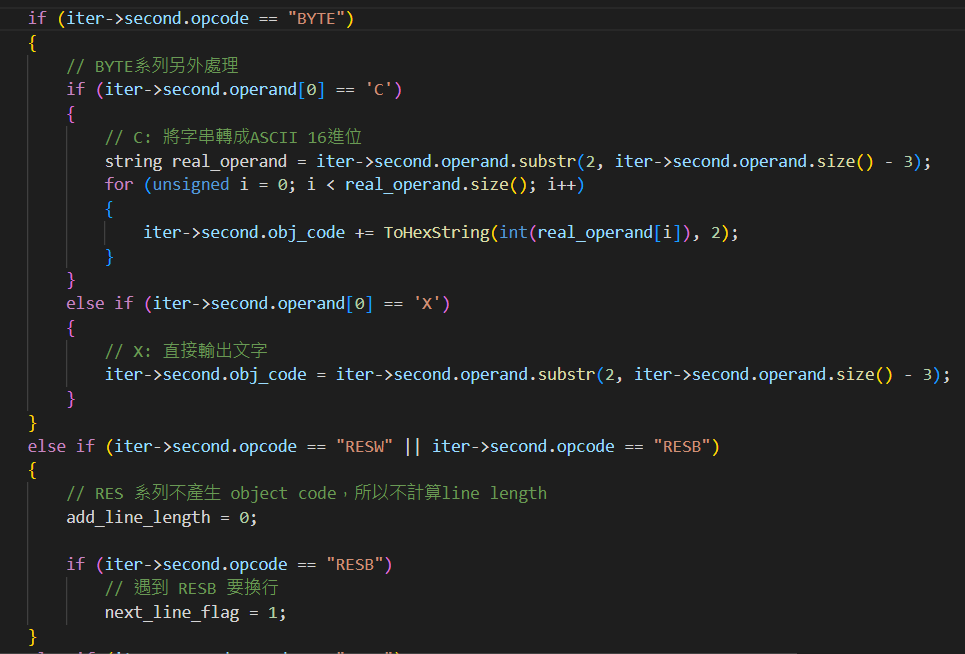 if (iter->second.opcode == "BYTE")
{
    // BYTE系列另外處理
    if (iter->second.operand[0] == 'C')
    {
        // C: 將字串轉成ASCII 16進位
        string real_operand = iter->second.operand.substr(2, iter->second.operand.size() - 3);
        for (unsigned i = 0; i < real_operand.size(); i++)
        {
            iter->second.obj_code += ToHexString(int(real_operand[i]), 2);
        }
    }
    else if (iter->second.operand[0] == 'X')
    {
        // X: 直接輸出文字
        iter->second.obj_code = iter->second.operand.substr(2, iter->second.operand.size() - 3);
    }
}
else if (iter->second.opcode == "RESW" || iter->second.opcode == "RESB")
{
    // RES 系列不產生 object code，所以不計算line length
    add_line_length = 0;

    if (iter->second.opcode == "RESB")
        // 遇到 RESB 要換行
        next_line_flag = 1;
}